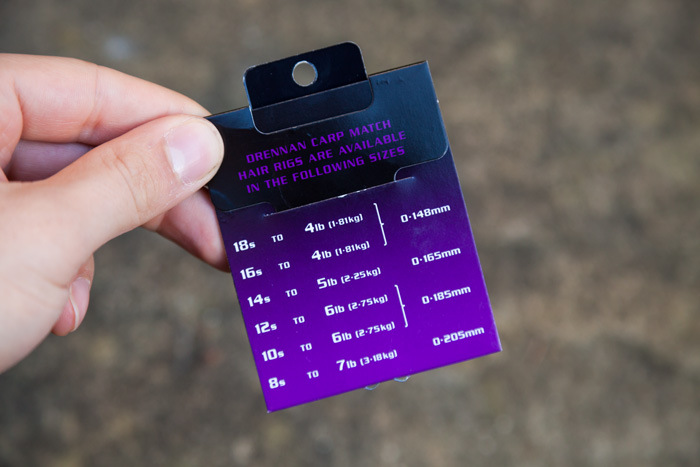 DRENNAN CARP MATCH
HAIR RIGS ARE AVAILABLE
IN THE FOLLOWING SIZES
18s TO 4lb (1·81kg) 0·148mm
16s TO 4lb (1·81kg)
14s TO 5lb (2·25kg) 0·165mm
12s TO 6lb (2·75kg) 0·185mm
10s TO 6lb (2·75kg)
8s TO 7lb (3·18kg) 0·205mm